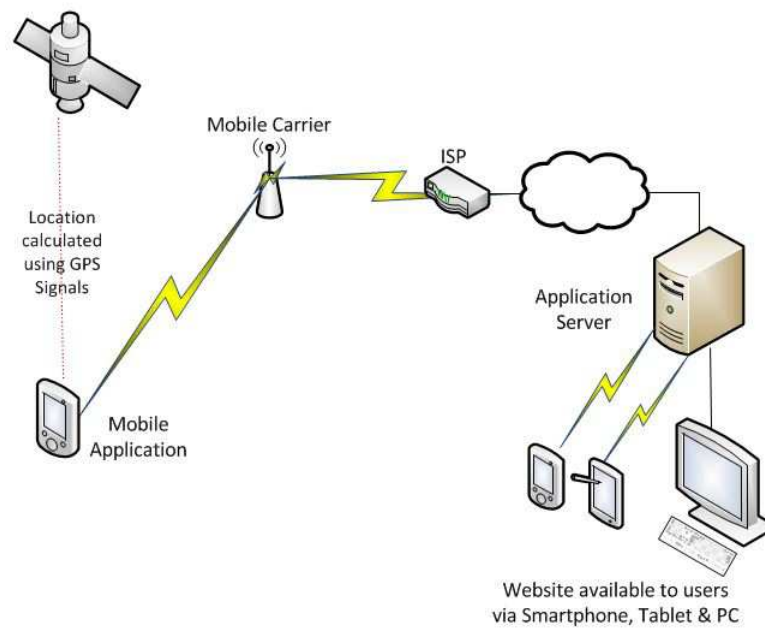 Mobile Carrier
ISP
Location
calculated
using GPS
Signals
Application
Server
Mobile
Application
Website available to users
via Smartphone, Tablet & PC